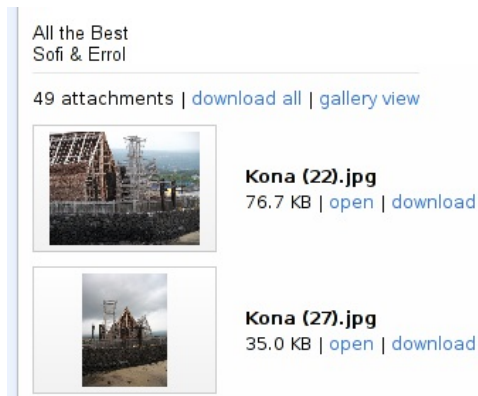 All the Best
Sofi & Errol
49 attachments | download all | gallery view
Kona (22).jpg
76.7 KB | open | download
Kona (27).jpg
35.0 KB | open | download